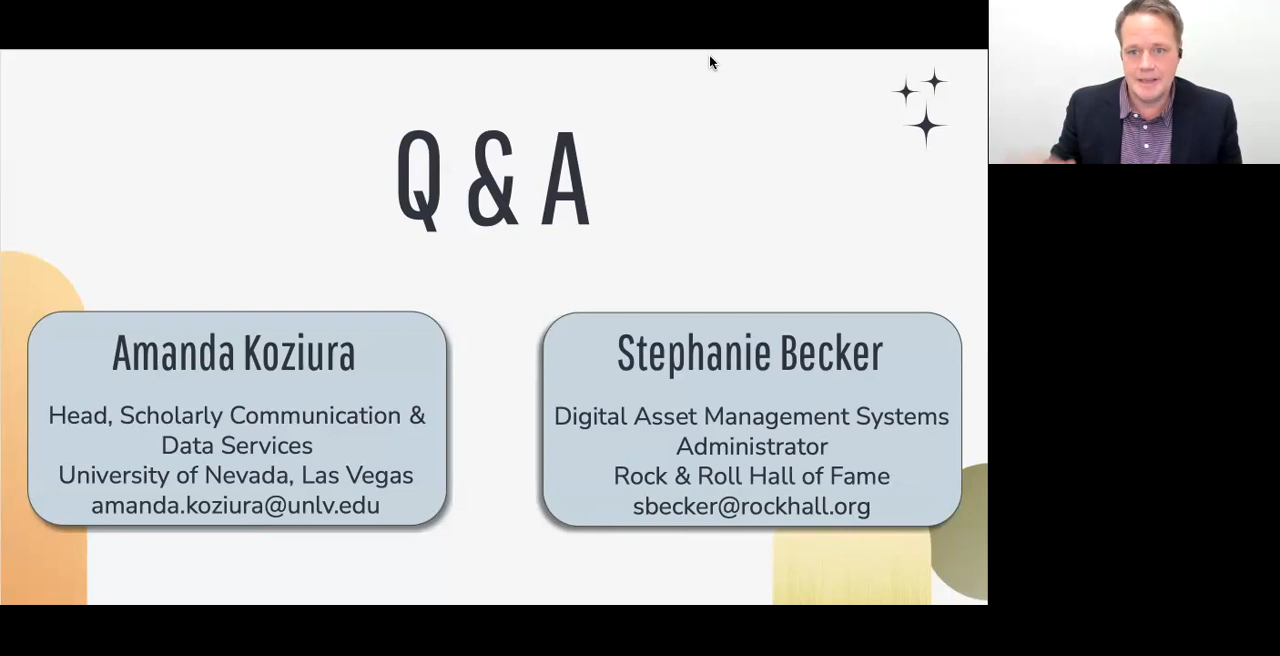 Q & A
Amanda Koziura
Head, Scholarly Communication &
Data Services
University of Nevada, Las Vegas
amanda.koziura@unlv.edu
Stephanie Becker
Digital Asset Management Systems
Administrator
Rock & Roll Hall of Fame
sbecker@rockhall.org